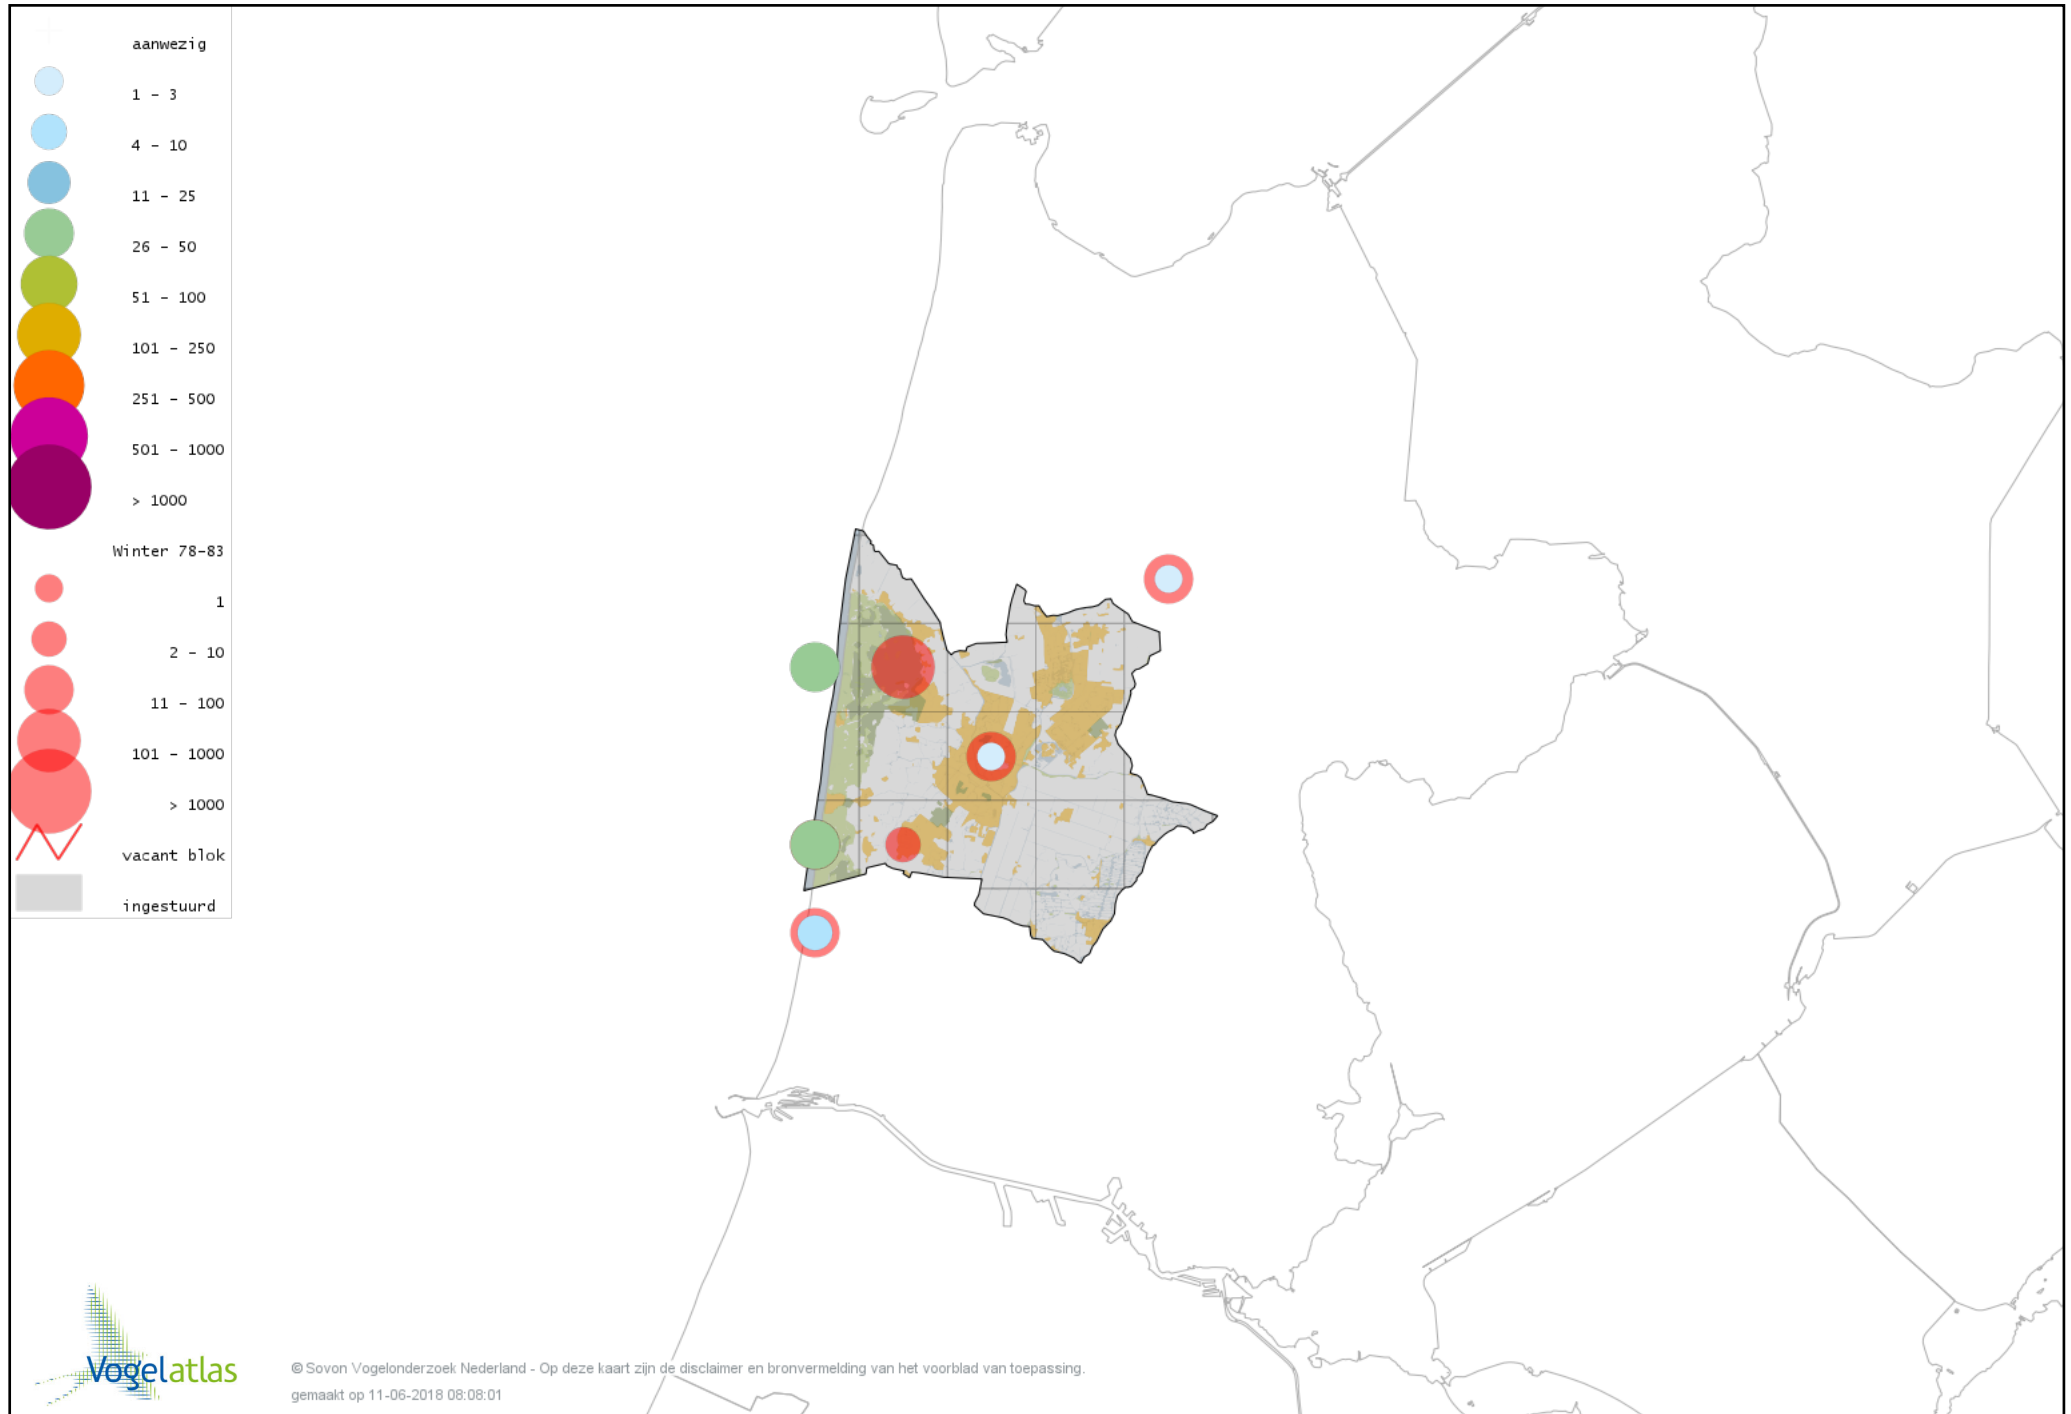 aanwezig
1 - 3
4 - 10
11 - 25
26 - 50
51 - 100
101 - 250
251 - 500
501 - 1000
> 1000
Winter 78-83
1
2 - 10
11 - 100
101 - 1000
> 1000
vacant blok
ingestuurd
Vogelatlas
© Sovon Vogelonderzoek Nederland - Op deze kaart zijn de disclaimer en bronvermelding van het voorblad van toepassing.
gemaakt op 11-06-2018 08:08:01